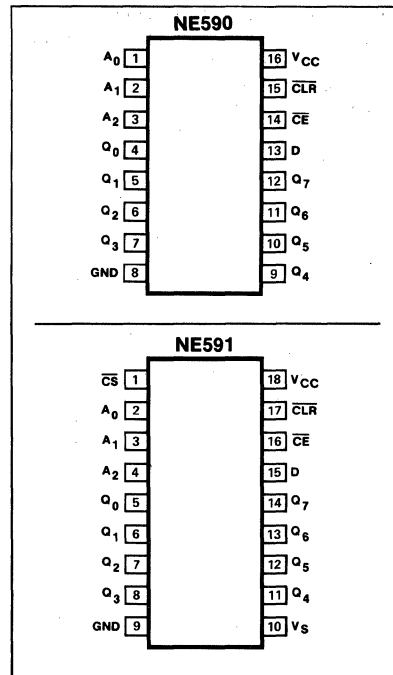 NE590
A0 1 16 VCC
A1 2 15 CLR
A2 3 14 CE
Q0 4 13 D
Q1 5 12 Q7
Q2 6 11 Q6
Q3 7 10 Q5
GND 8 9 Q4
NE591
CS 1 18 VCC
A0 2 17 CLR
A1 3 16 CE
A2 4 15 D
Q0 5 14 Q7
Q1 6 13 Q6
Q2 7 12 Q5
Q3 8 11 Q4
GND 9 10 VS